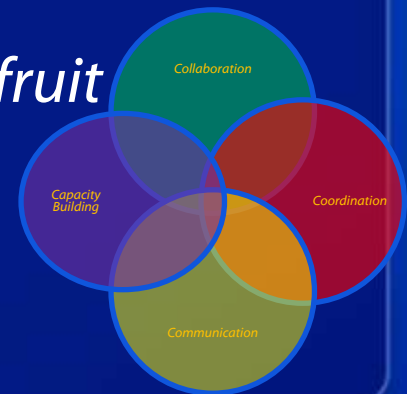 fruit
Collaboration
Capacity
Building
Coordination
Communication